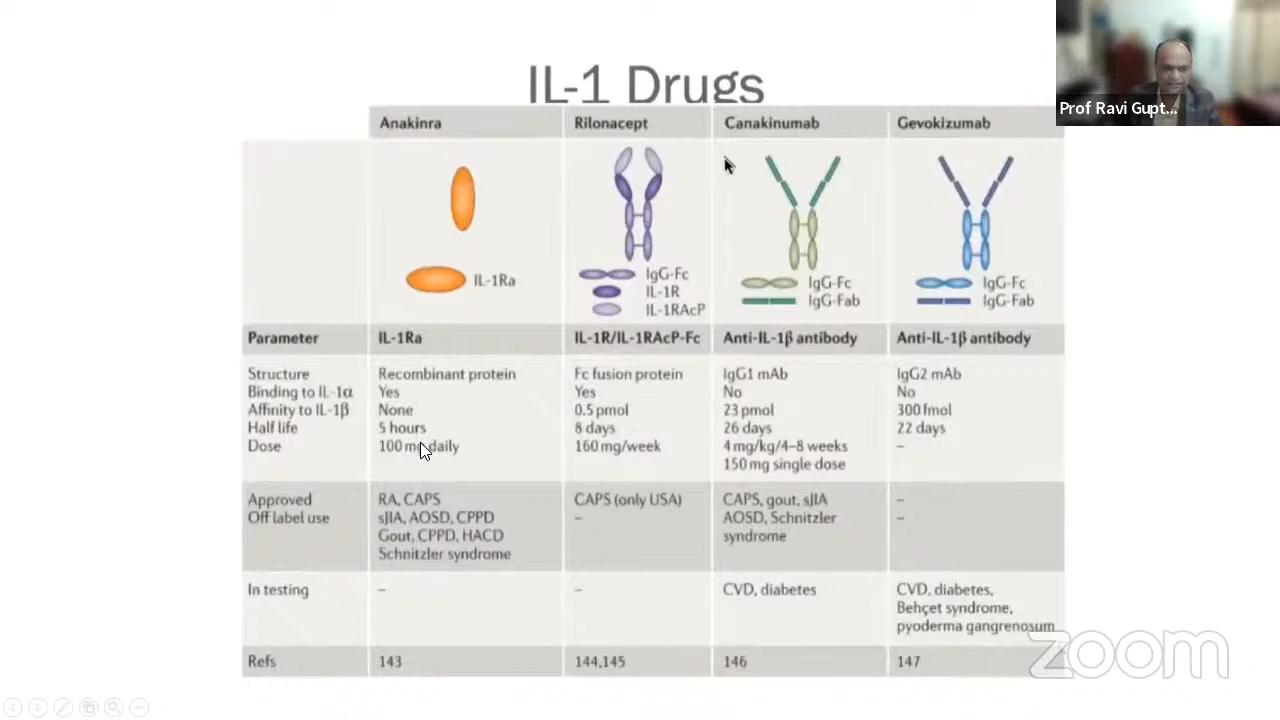 IL-1 Drugs
Prof Ravi Gupt...
Anakinra Rilonacept Canakinumab Gevokizumab
IL-1Ra
IgG-Fc
IL-1R
IL-1RAcP
IgG-Fc
IgG-Fab
IgG-Fc
IgG-Fab
Parameter IL-1Ra IL-1R/IL-1RAcP-Fc Anti-IL-1β antibody Anti-IL-1β antibody
Structure Recombinant protein Fc fusion protein IgG1 mAb IgG2 mAb
Binding to IL-1α Yes Yes No No
Affinity to IL-1β None 0.5 pmol 23 pmol 300 fmol
Half life 5 hours 8 days 26 days 22 days
Dose 100 mg daily 160 mg/week 4 mg/kg/4–8 weeks –
150 mg single dose
Approved RA, CAPS CAPS (only USA) CAPS, gout, sJIA –
Off label use sJIA, AOSD, CPPD – AOSD, Schnitzler –
Gout, CPPD, HACD syndrome
Schnitzler syndrome
In testing – – CVD, diabetes CVD, diabetes,
Behçet syndrome,
pyoderma gangrenosum
Refs 143 144,145 146 147
zoom